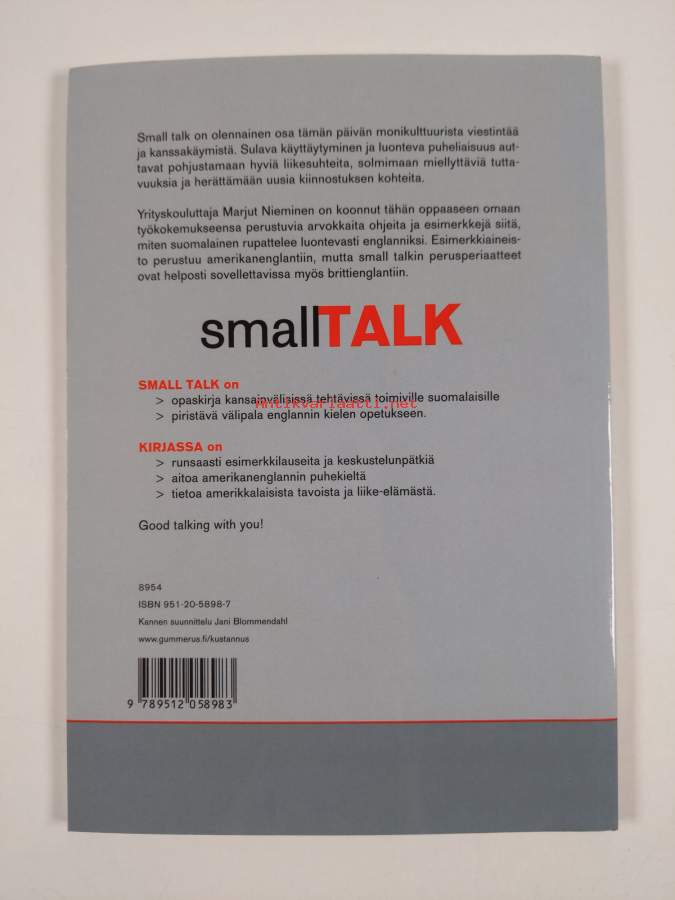 Small talk on olennainen osa tämän päivän monikulttuurista viestintää
ja kanssakäymistä. Sulava käyttäytyminen ja luonteva puheliaisuus aut-
tavat pohjustamaan hyviä liikesuhteita, solmimaan miellyttäviä tutta-
vuuksia ja herättämään uusia kiinnostuksen kohteita.
Yrityskouluttaja Marjut Nieminen on koonnut tähän oppaaseen omaan
työkokemukseensa perustuvia arvokkaita ohjeita ja esimerkkejä siitä,
miten suomalainen rupattelee luontevasti englanniksi. Esimerkkiaineis-
to perustuu amerikanenglantiin, mutta small talkin perusperiaatteet
ovat helposti sovellettavissa myös brittienglantiin.
smallTALK
SMALL TALK on
> opaskirja kansainvälisissä tehtävissä toimiville suomalaisille
Antikvariaatti.net
> piristävä välipala englannin kielen opetukseen.
KIRJASSA on
> runsaasti esimerkkilauseita ja keskustelunpätkiä
> aitoa amerikanenglannin puhekieltä
> tietoa amerikkalaisista tavoista ja liike-elämästä.
Good talking with you!
8954
ISBN 951-20-5898-7
Kannen suunnittelu Jani Blommendahl
www.gummerus.fi/kustannus
9 789512 058983